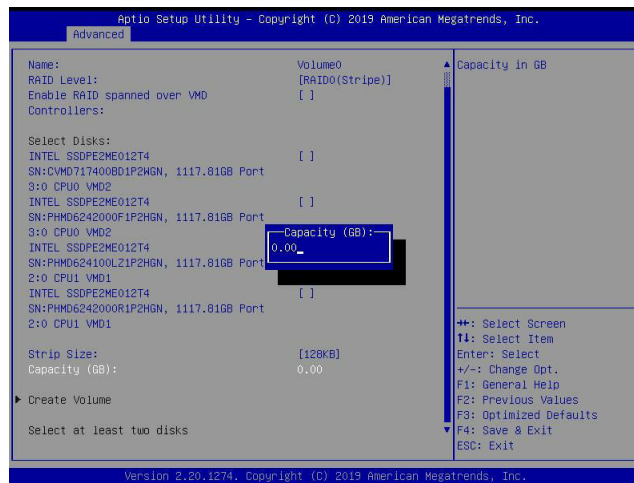 Aptio Setup Utility – Copyright (C) 2019 American Megatrends, Inc.
Advanced
Name: Volume0
RAID Level: [RAID0(Stripe)]
Enable RAID spanned over VMD [ ]
Controllers:
Select Disks:
INTEL SSDPE2ME012T4 [ ]
SN:CVMD717400BD1P2WGN, 1117.81GB Port
3:0 CPU0 VMD2
INTEL SSDPE2ME012T4 [ ]
SN:PHMD6242000F1P2HGN, 1117.81GB Port
3:0 CPU0 VMD2
INTEL SSDPE2ME012T4
SN:PHMD624100LZ1P2HGN, 1117.81GB Port
2:0 CPU1 VMD1
INTEL SSDPE2ME012T4 [ ]
SN:PHMD6242000R1P2HGN, 1117.81GB Port
2:0 CPU1 VMD1
Strip Size: [128KB]
Capacity (GB): 0.00
Create Volume
Select at least two disks
Capacity (GB):
0.00_
Capacity in GB
→←: Select Screen
↑↓: Select Item
Enter: Select
+/-: Change Opt.
F1: General Help
F2: Previous Values
F3: Optimized Defaults
F4: Save & Exit
ESC: Exit
Version 2.20.1274. Copyright (C) 2019 American Megatrends, Inc.